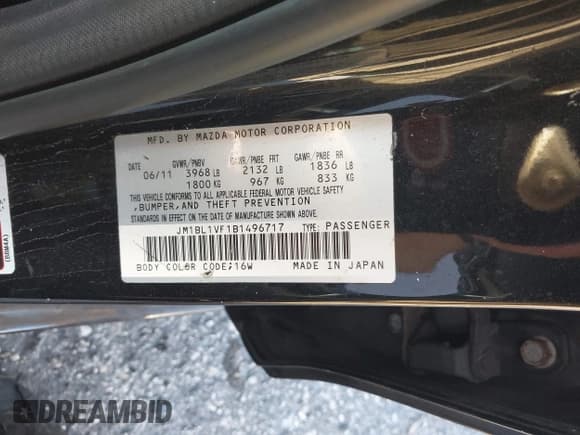 MFD. BY MAZDA MOTOR CORPORATION
DATE GVWR/PNBV GAWR/PNBE FRT GAWR/PNBE RR
06/11 3968 LB 2132 LB 1836 LB
1800 KG 967 KG 833 KG
THIS VEHICLE CONFORMS TO ALL APPLICABLE FEDERAL MOTOR VEHICLE SAFETY
,BUMPER,AND THEFT PREVENTION
STANDARDS IN EFFECT ON THE DATE OF MANUFACTURE SHOWN ABOVE.
JM1BL1VF1B1496717 TYPE: PASSENGER
BODY COLOR CODE:16W MADE IN JAPAN
(BHM4A)
DREAMBID